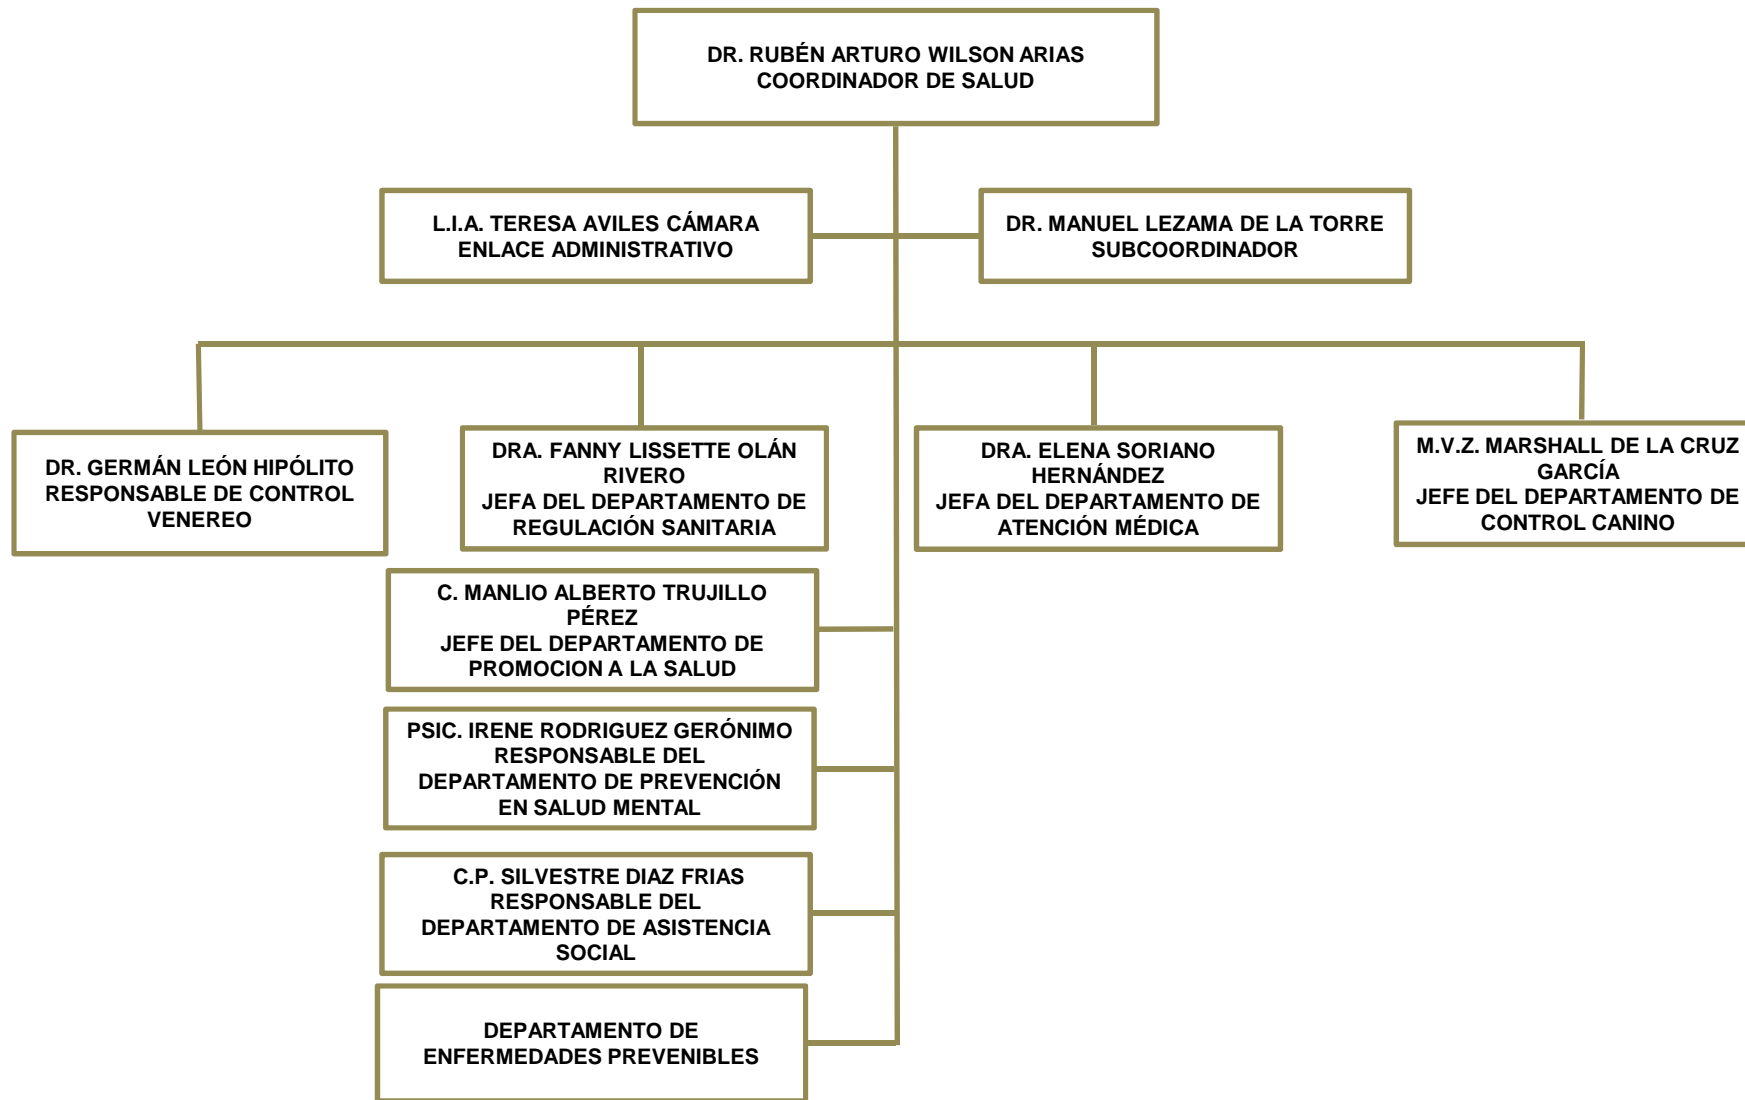 DR. RUBÉN ARTURO WILSON ARIAS
COORDINADOR DE SALUD
L.I.A. TERESA AVILES CÁMARA
ENLACE ADMINISTRATIVO
DR. MANUEL LEZAMA DE LA TORRE
SUBCOORDINADOR
DR. GERMÁN LEÓN HIPÓLITO
RESPONSABLE DE CONTROL
VENEREO
DRA. FANNY LISSETTE OLÁN
RIVERO
JEFA DEL DEPARTAMENTO DE
REGULACIÓN SANITARIA
DRA. ELENA SORIANO
HERNÁNDEZ
JEFA DEL DEPARTAMENTO DE
ATENCIÓN MÉDICA
M.V.Z. MARSHALL DE LA CRUZ
GARCÍA
JEFE DEL DEPARTAMENTO DE
CONTROL CANINO
C. MANLIO ALBERTO TRUJILLO
PÉREZ
JEFE DEL DEPARTAMENTO DE
PROMOCION A LA SALUD
PSIC. IRENE RODRIGUEZ GERÓNIMO
RESPONSABLE DEL
DEPARTAMENTO DE PREVENCIÓN
EN SALUD MENTAL
C.P. SILVESTRE DIAZ FRIAS
RESPONSABLE DEL
DEPARTAMENTO DE ASISTENCIA
SOCIAL
DEPARTAMENTO DE
ENFERMEDADES PREVENIBLES